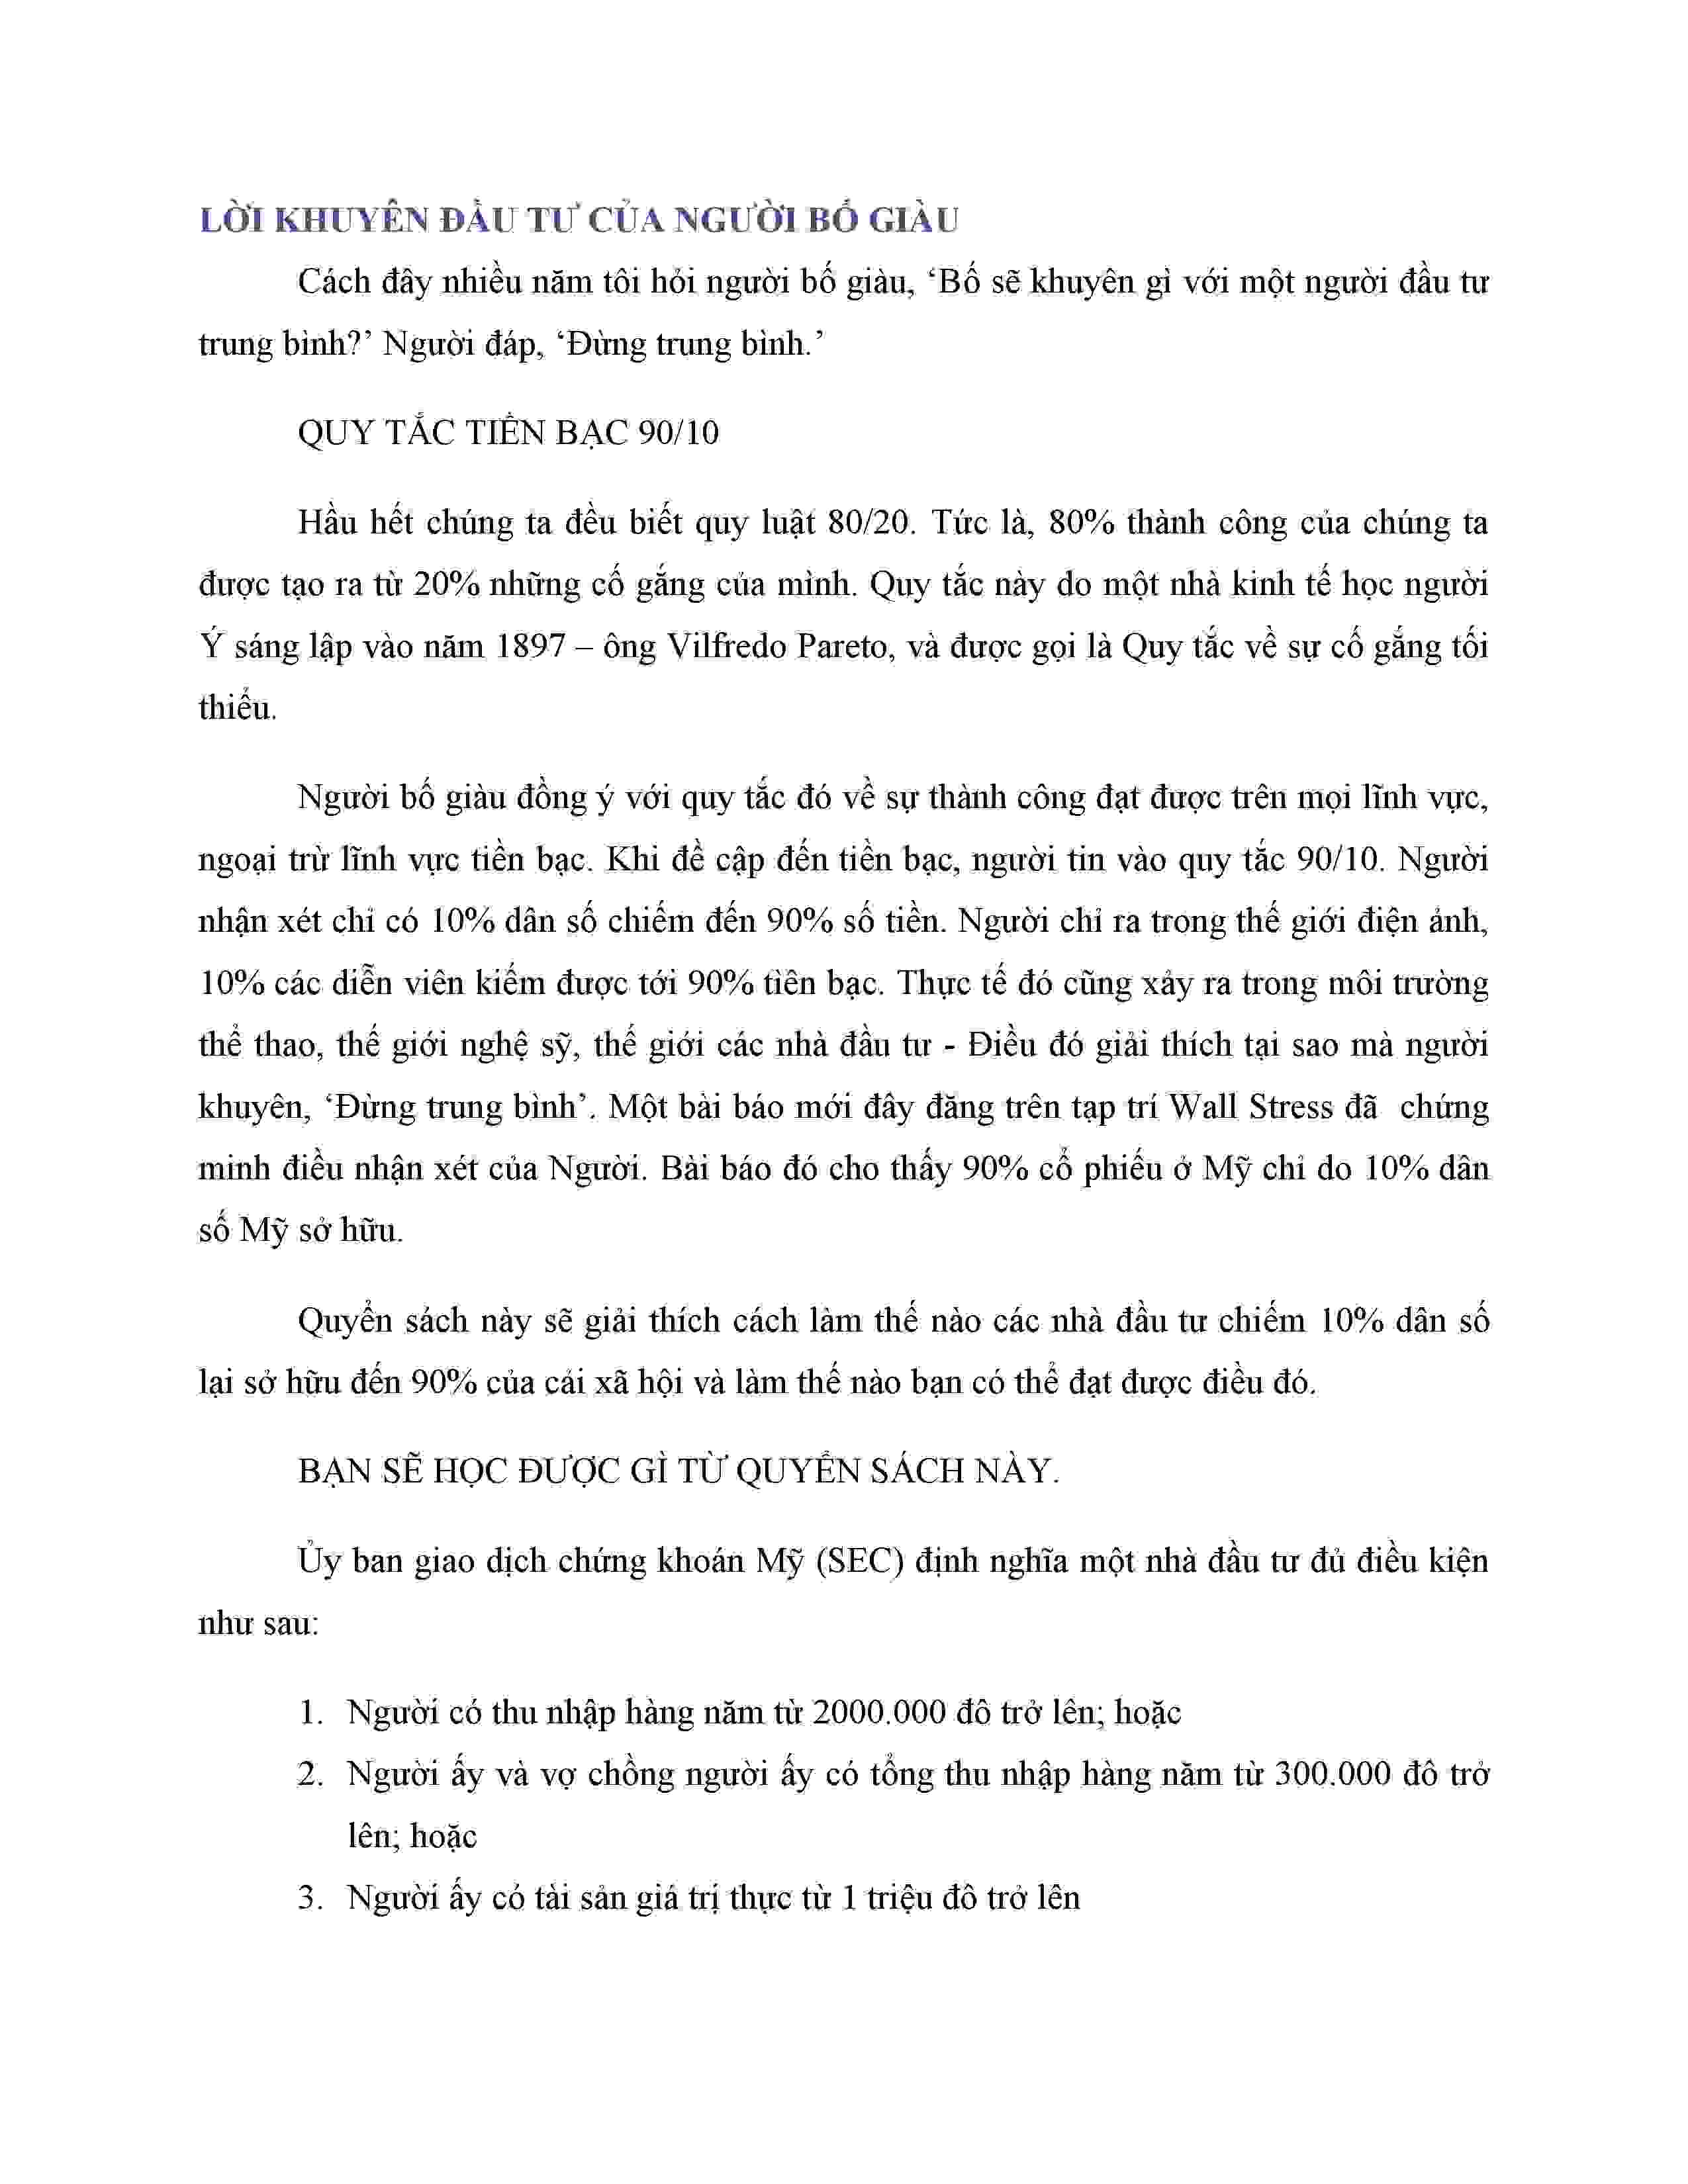 LỜI KHUYÊN ĐẦU TƯ CỦA NGƯỜI BỐ GIÀU
Cách đây nhiều năm tôi hỏi người bố giàu, ‘Bố sẽ khuyên gì với một người đầu tư
trung bình?’ Người đáp, ‘Đừng trung bình.’
QUY TẮC TIỀN BẠC 90/10
Hầu hết chúng ta đều biết quy luật 80/20. Tức là, 80% thành công của chúng ta
được tạo ra từ 20% những cố gắng của mình. Quy tắc này do một nhà kinh tế học người
Ý sáng lập vào năm 1897 – ông Vilfredo Pareto, và được gọi là Quy tắc về sự cố gắng tối
thiểu.
Người bố giàu đồng ý với quy tắc đó về sự thành công đạt được trên mọi lĩnh vực,
ngoại trừ lĩnh vực tiền bạc. Khi đề cập đến tiền bạc, người tin vào quy tắc 90/10. Người
nhận xét chỉ có 10% dân số chiếm đến 90% số tiền. Người chỉ ra trong thế giới điện ảnh,
10% các diễn viên kiếm được tới 90% tiền bạc. Thực tế đó cũng xảy ra trong môi trường
thể thao, thế giới nghệ sỹ, thế giới các nhà đầu tư - Điều đó giải thích tại sao mà người
khuyên, ‘Đừng trung bình’. Một bài báo mới đây đăng trên tạp trí Wall Stress đã chứng
minh điều nhận xét của Người. Bài báo đó cho thấy 90% cổ phiếu ở Mỹ chỉ do 10% dân
số Mỹ sở hữu.
Quyển sách này sẽ giải thích cách làm thế nào các nhà đầu tư chiếm 10% dân số
lại sở hữu đến 90% của cải xã hội và làm thế nào bạn có thể đạt được điều đó.
BẠN SẼ HỌC ĐƯỢC GÌ TỪ QUYỂN SÁCH NÀY.
Ủy ban giao dịch chứng khoán Mỹ (SEC) định nghĩa một nhà đầu tư đủ điều kiện
như sau:
1. Người có thu nhập hàng năm từ 2000.000 đô trở lên; hoặc
2. Người ấy và vợ chồng người ấy có tổng thu nhập hàng năm từ 300.000 đô trở
lên; hoặc
3. Người ấy có tài sản giá trị thực từ 1 triệu đô trở lên